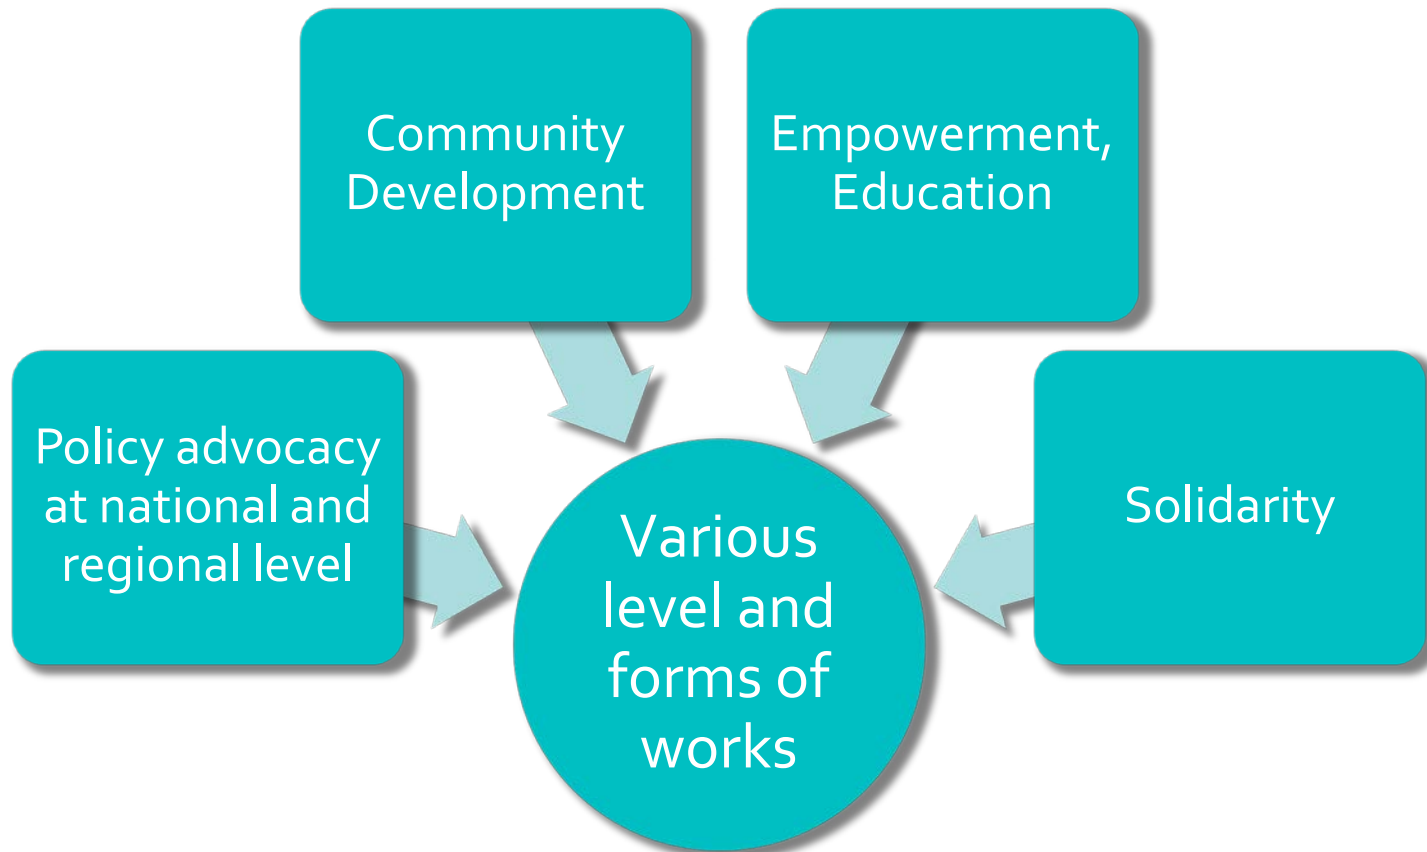 Community
Development
Empowerment,
Education
Policy advocacy
at national and
regional level
Solidarity
Various
level and
forms of
works